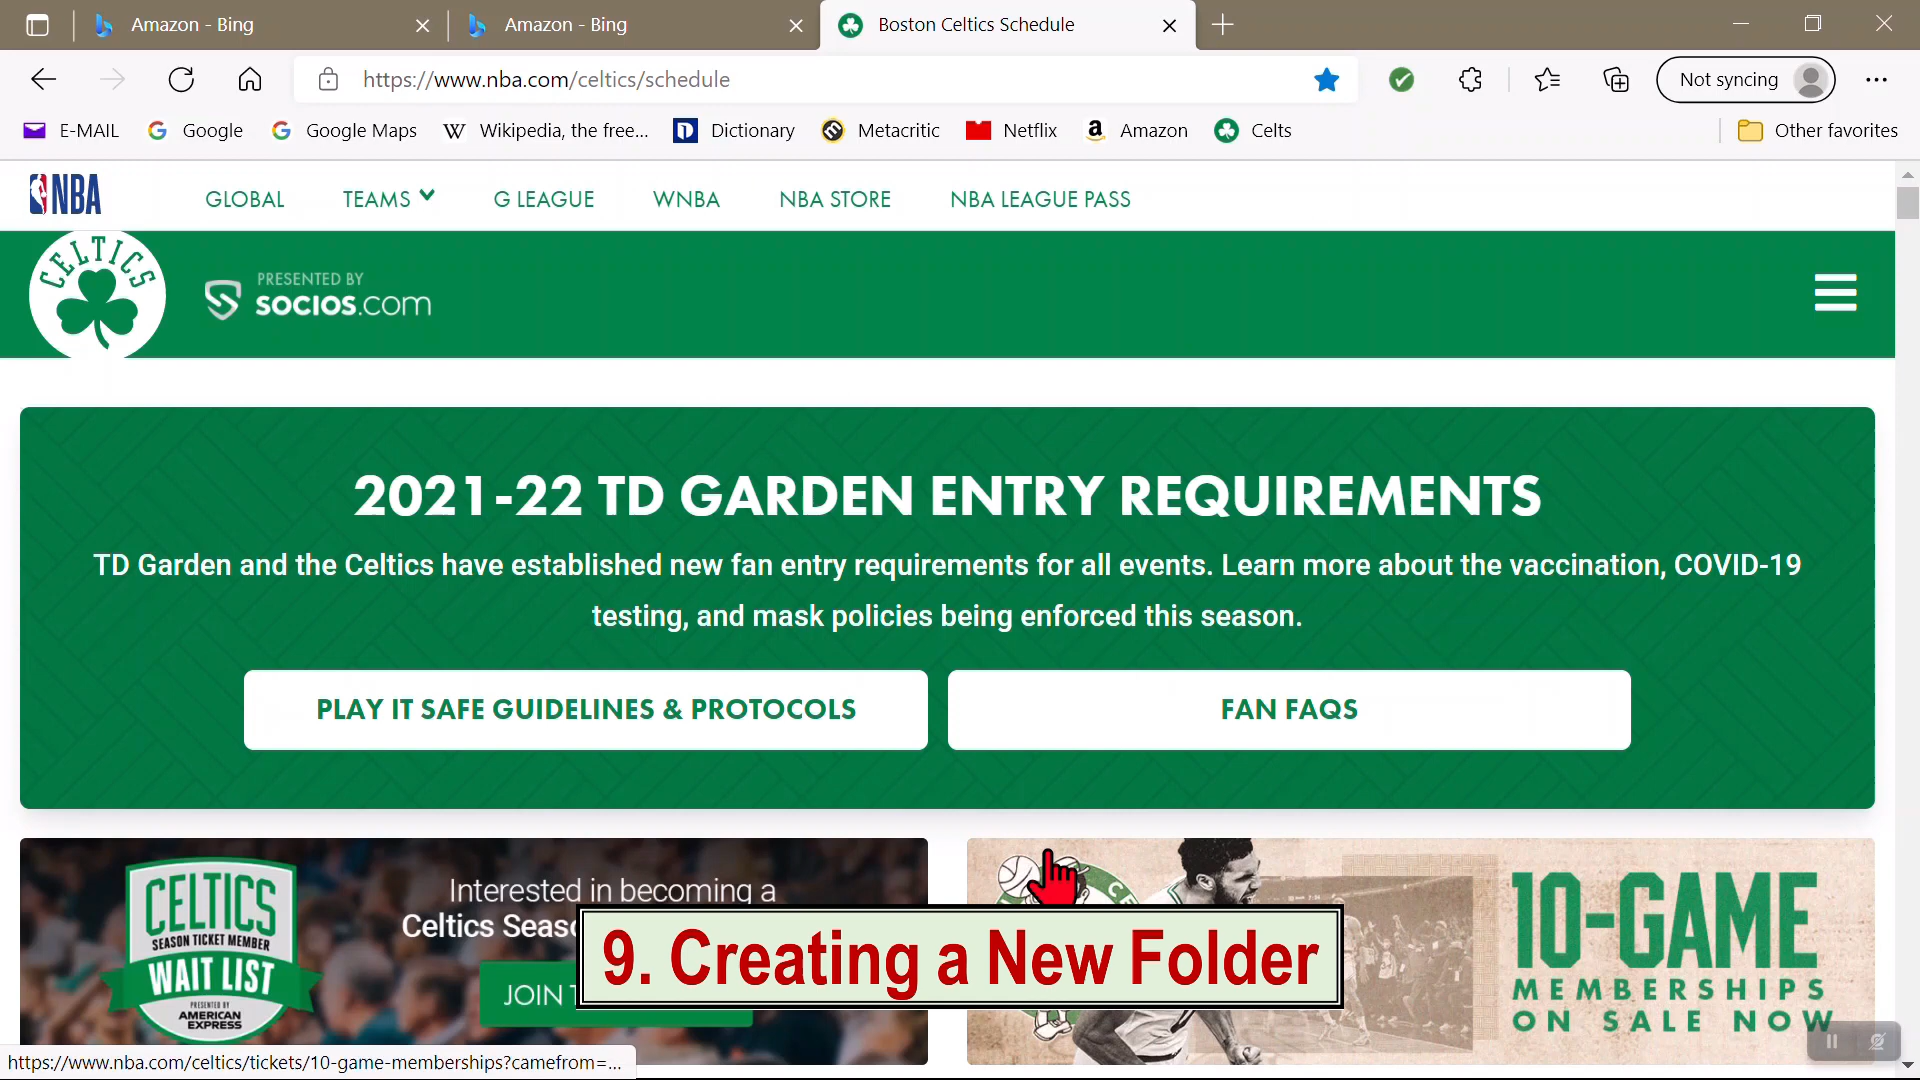 Amazon - Bing
Amazon - Bing
Boston Celtics Schedule
https://www.nba.com/celtics/schedule
Not syncing
E-MAIL
Google
Google Maps
Wikipedia, the free...
Dictionary
Metacritic
Netflix
Amazon
Celts
Other favorites
NBA
GLOBAL
TEAMS
G LEAGUE
WNBA
NBA STORE
NBA LEAGUE PASS
CELTICS
PRESENTED BY
socios.com
2021-22 TD GARDEN ENTRY REQUIREMENTS
TD Garden and the Celtics have established new fan entry requirements for all events. Learn more about the vaccination, COVID-19
testing, and mask policies being enforced this season.
PLAY IT SAFE GUIDELINES & PROTOCOLS
FAN FAQS
CELTICS
SEASON TICKET MEMBER
WAIT LIST
PRESENTED BY
AMERICAN
EXPRESS
Interested in becoming a
Celtics Seas
JOIN
10-GAME
MEMBERSHIPS
ON SALE NOW
9. Creating a New Folder
https://www.nba.com/celtics/tickets/10-game-memberships?camefrom=...